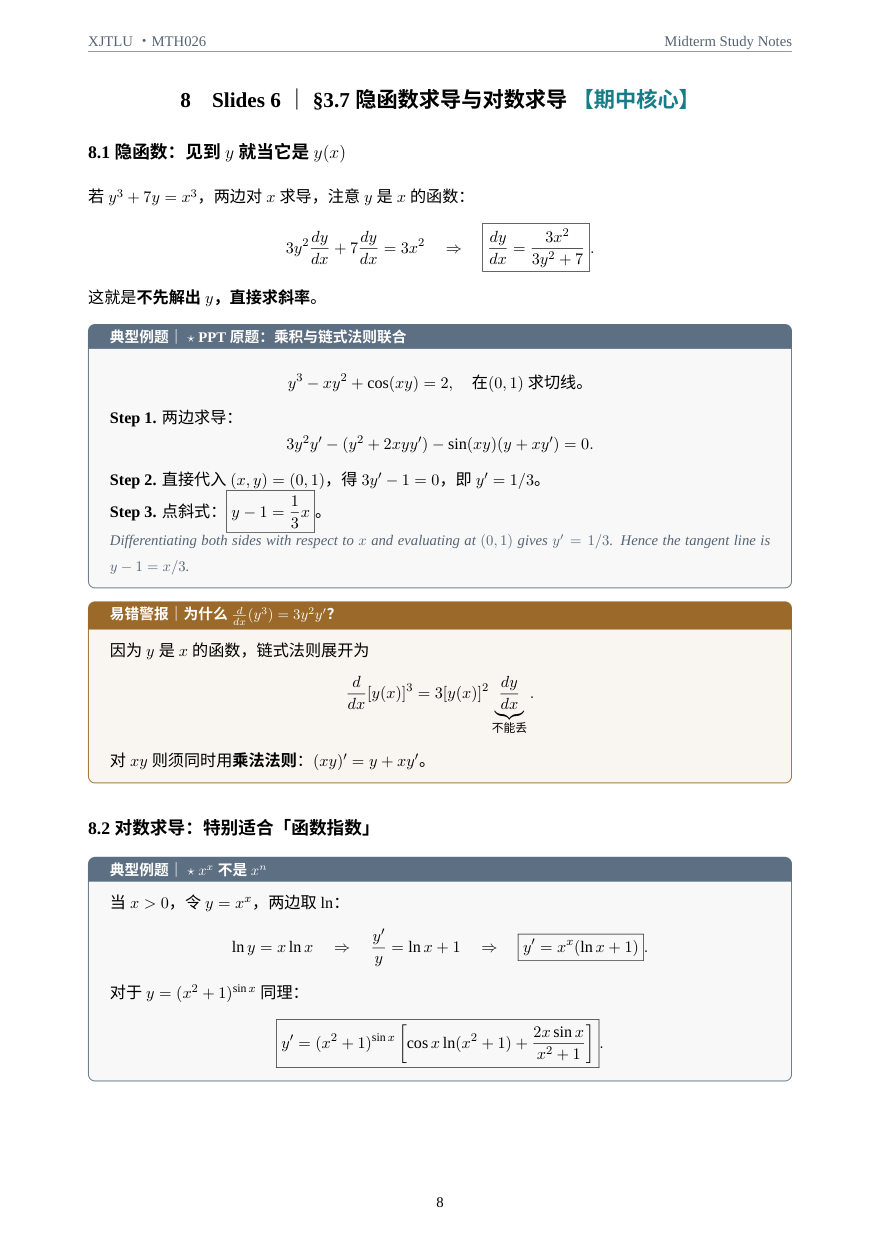 XJTLU ・MTH026 Midterm Study Notes
8 Slides 6｜§3.7 隐函数求导与对数求导 【期中核心】
8.1 隐函数：见到 y 就当它是 y(x)
若 y³ + 7y = x³，两边对 x 求导，注意 y 是 x 的函数：
3y² dy/dx + 7 dy/dx = 3x² ⇒ dy/dx = 3x²/(3y² + 7).
这就是不先解出 y，直接求斜率。
典型例题｜ ⋆ PPT 原题：乘积与链式法则联合
y³ − xy² + cos(xy) = 2, 在(0, 1) 求切线。
Step 1. 两边求导：
3y²y′ − (y² + 2xyy′) − sin(xy)(y + xy′) = 0.
Step 2. 直接代入 (x, y) = (0, 1)，得 3y′ − 1 = 0，即 y′ = 1/3。
Step 3. 点斜式： y − 1 = 1/3 x 。
Differentiating both sides with respect to x and evaluating at (0, 1) gives y′ = 1/3. Hence the tangent line is
y − 1 = x/3.
易错警报｜为什么 d/dx (y³) = 3y²y′？
因为 y 是 x 的函数，链式法则展开为
d/dx [y(x)]³ = 3[y(x)]² dy/dx .
不能丢
对 xy 则须同时用乘法法则：(xy)′ = y + xy′。
8.2 对数求导：特别适合「函数指数」
典型例题｜ ⋆ xˣ 不是 xⁿ
当 x > 0，令 y = xˣ，两边取 ln：
ln y = x ln x ⇒ y′/y = ln x + 1 ⇒ y′ = xˣ(ln x + 1).
对于 y = (x² + 1)^{sin x} 同理：
y′ = (x² + 1)^{sin x} [cos x ln(x² + 1) + 2x sin x/(x² + 1)].
8